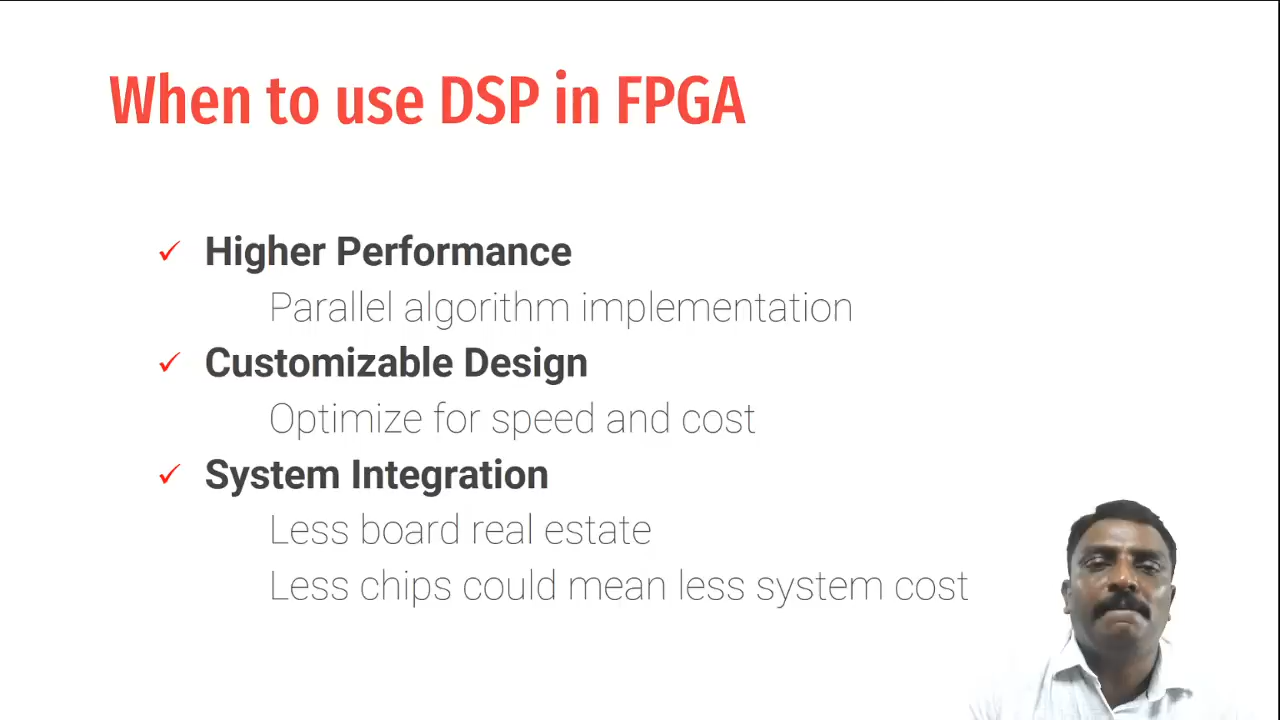 When to use DSP in FPGA
✓ Higher Performance
Parallel algorithm implementation
✓ Customizable Design
Optimize for speed and cost
✓ System Integration
Less board real estate
Less chips could mean less system cost